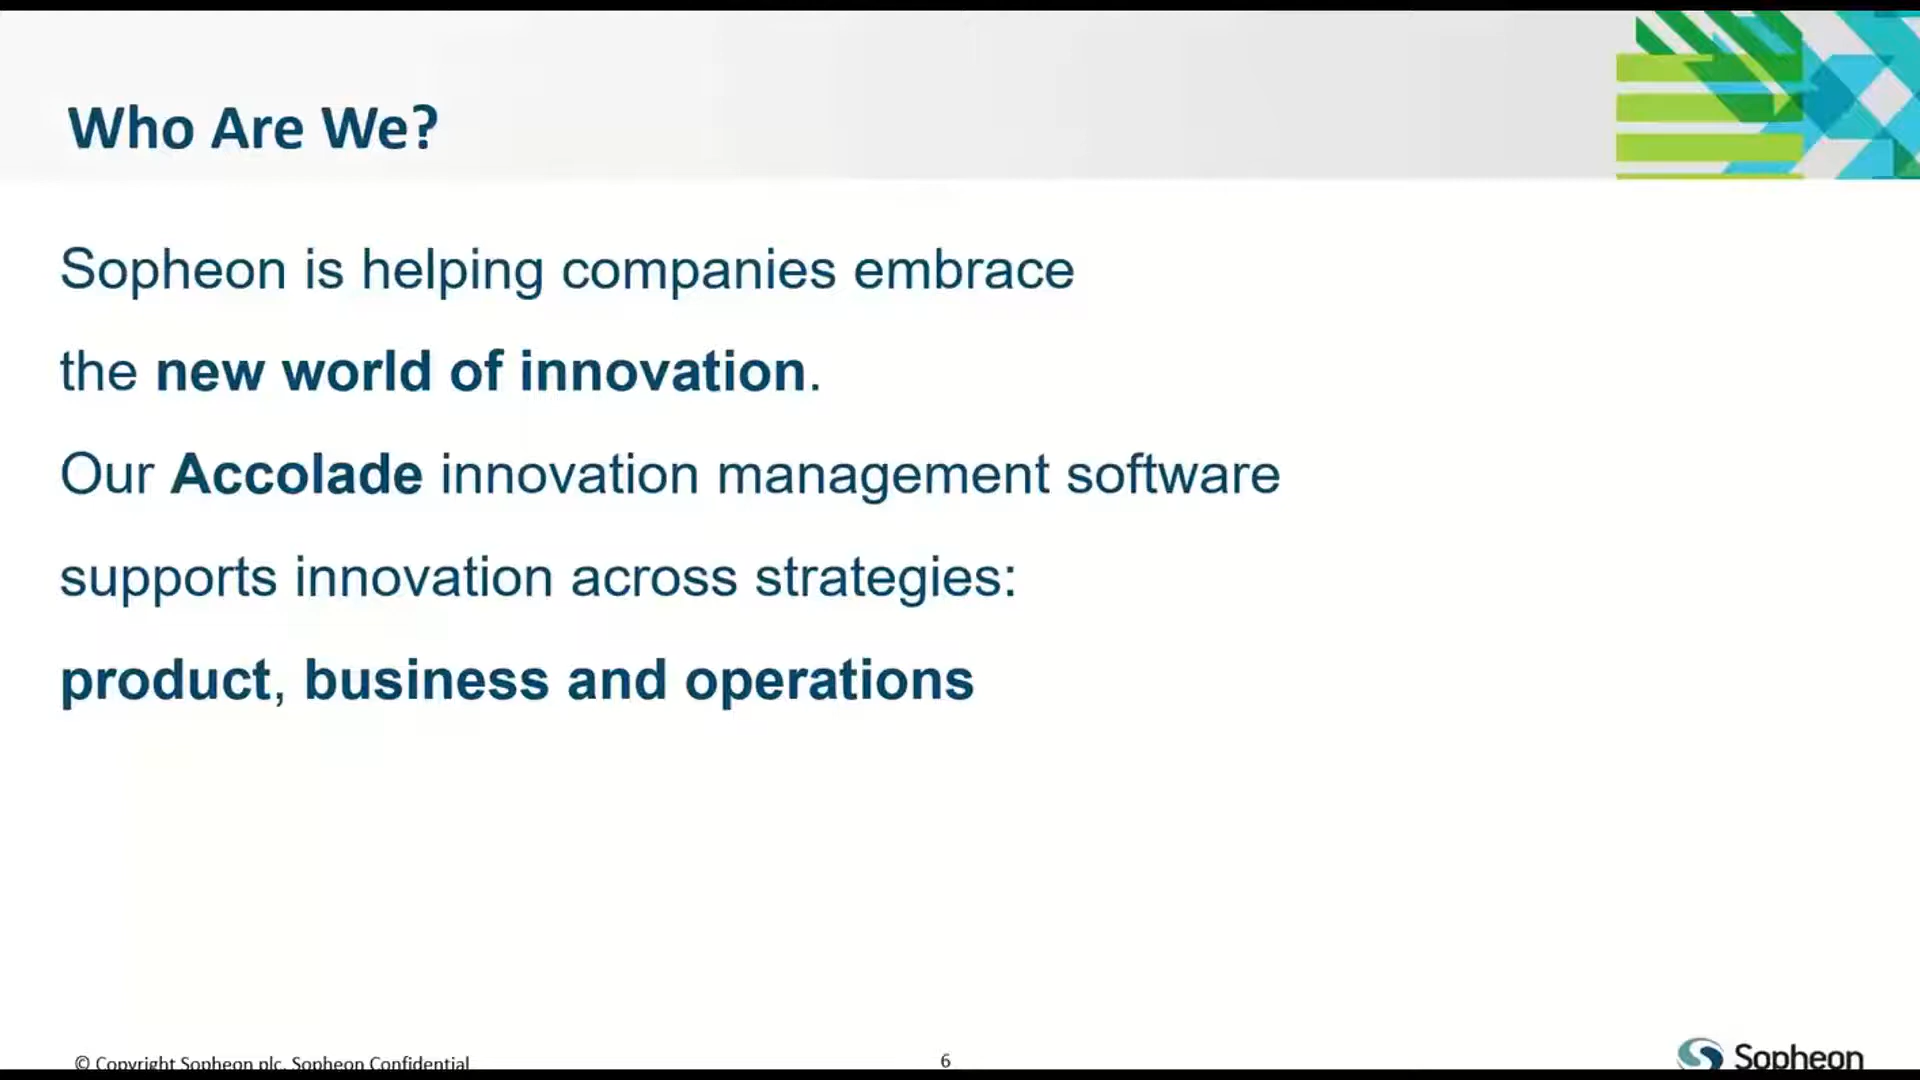 Who Are We?
Sopheon is helping companies embrace
the new world of innovation.
Our Accolade innovation management software
supports innovation across strategies:
product, business and operations
© Copyright Sopheon plc. Sopheon Confidential
6
Sopheon